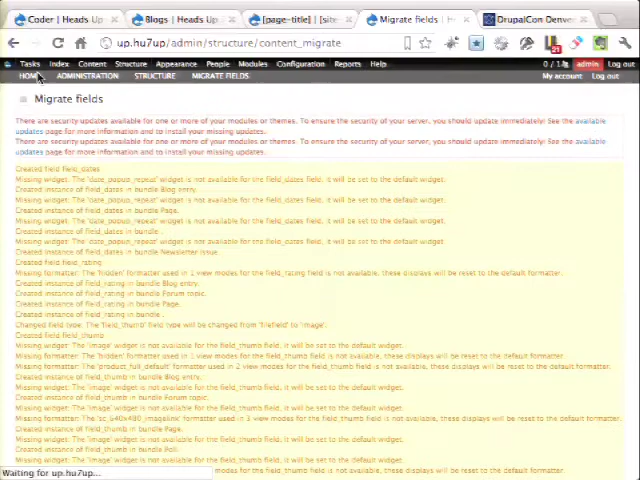 Coder | Heads U
Blogs | Heads Up
[page-title] | [site
Migrate fields | He
DrupalCon Denve
up.hu7up/admin/structure/content_migrate
21
Tasks Index Content Structure Appearance People Modules Configuration Reports Help
admin Log out
HOME ADMINISTRATION STRUCTURE MIGRATE FIELDS
My account Log out
Migrate fields
There are security updates available for one or more of your modules or themes. To ensure the security of your server, you should update immediately! See the available
updates page for more information and to install your missing updates.
There are security updates available for one or more of your modules or themes. To ensure the security of your server, you should update immediately! See the available
updates page for more information and to install your missing updates.
Created field field_dates
Missing widget: The 'date_popup_repeat' widget is not available for the field_dates field, it will be set to the default widget.
Created instance of field_dates in bundle Blog entry.
Missing widget: The 'date_popup_repeat' widget is not available for the field_dates field, it will be set to the default widget.
Created instance of field_dates in bundle Page.
Missing widget: The 'date_popup_repeat' widget is not available for the field_dates field, it will be set to the default widget.
Created instance of field_dates in bundle .
Missing widget: The 'date_popup_repeat' widget is not available for the field_dates field, it will be set to the default widget.
Created instance of field_dates in bundle Newsletter issue.
Created field field_rating
Missing formatter: The 'hidden' formatter used in 1 view modes for the field_rating field is not available, these displays will be reset to the default formatter.
Created instance of field_rating in bundle Blog entry.
Created instance of field_rating in bundle Forum topic.
Created instance of field_rating in bundle Page.
Created instance of field_rating in bundle .
Changed field type: The 'field_thumb' field type will be changed from 'filefield' to 'image'.
Created field field_thumb
Missing widget: The 'image' widget is not available for the field_thumb field, it will be set to the default widget.
Missing formatter: The 'hidden' formatter used in 1 view modes for the field_thumb field is not available, these displays will be reset to the default formatter.
Missing formatter: The 'product_full_default' formatter used in 2 view modes for the field_thumb field is not available, these displays will be reset to the default formatter.
Created instance of field_thumb in bundle Blog entry.
Missing widget: The 'image' widget is not available for the field_thumb field, it will be set to the default widget.
Created instance of field_thumb in bundle Forum topic.
Missing widget: The 'image' widget is not available for the field_thumb field, it will be set to the default widget.
Missing formatter: The formatter used in 3 view modes for the field_thumb field is not available, these displays will be reset to the default formatter.
Created instance of field_thumb in bundle Page.
Missing widget: The 'image' widget is not available for the field_thumb field, it will be set to the default widget.
Created instance of field_thumb in bundle Poll.
Missing widget: The 'image' widget is not available for the field_thumb field, it will be set to the default widget.
modes for the field_thumb field is not available, these displays will be reset to the default formatter.
Waiting for up.hu7up...